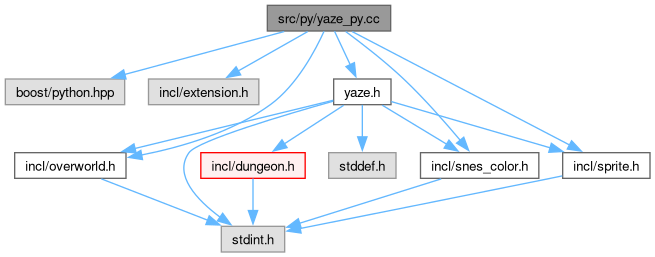 src/py/yaze_py.cc
boost/python.hpp
incl/extension.h
yaze.h
incl/overworld.h
incl/dungeon.h
stddef.h
incl/snes_color.h
incl/sprite.h
stdint.h